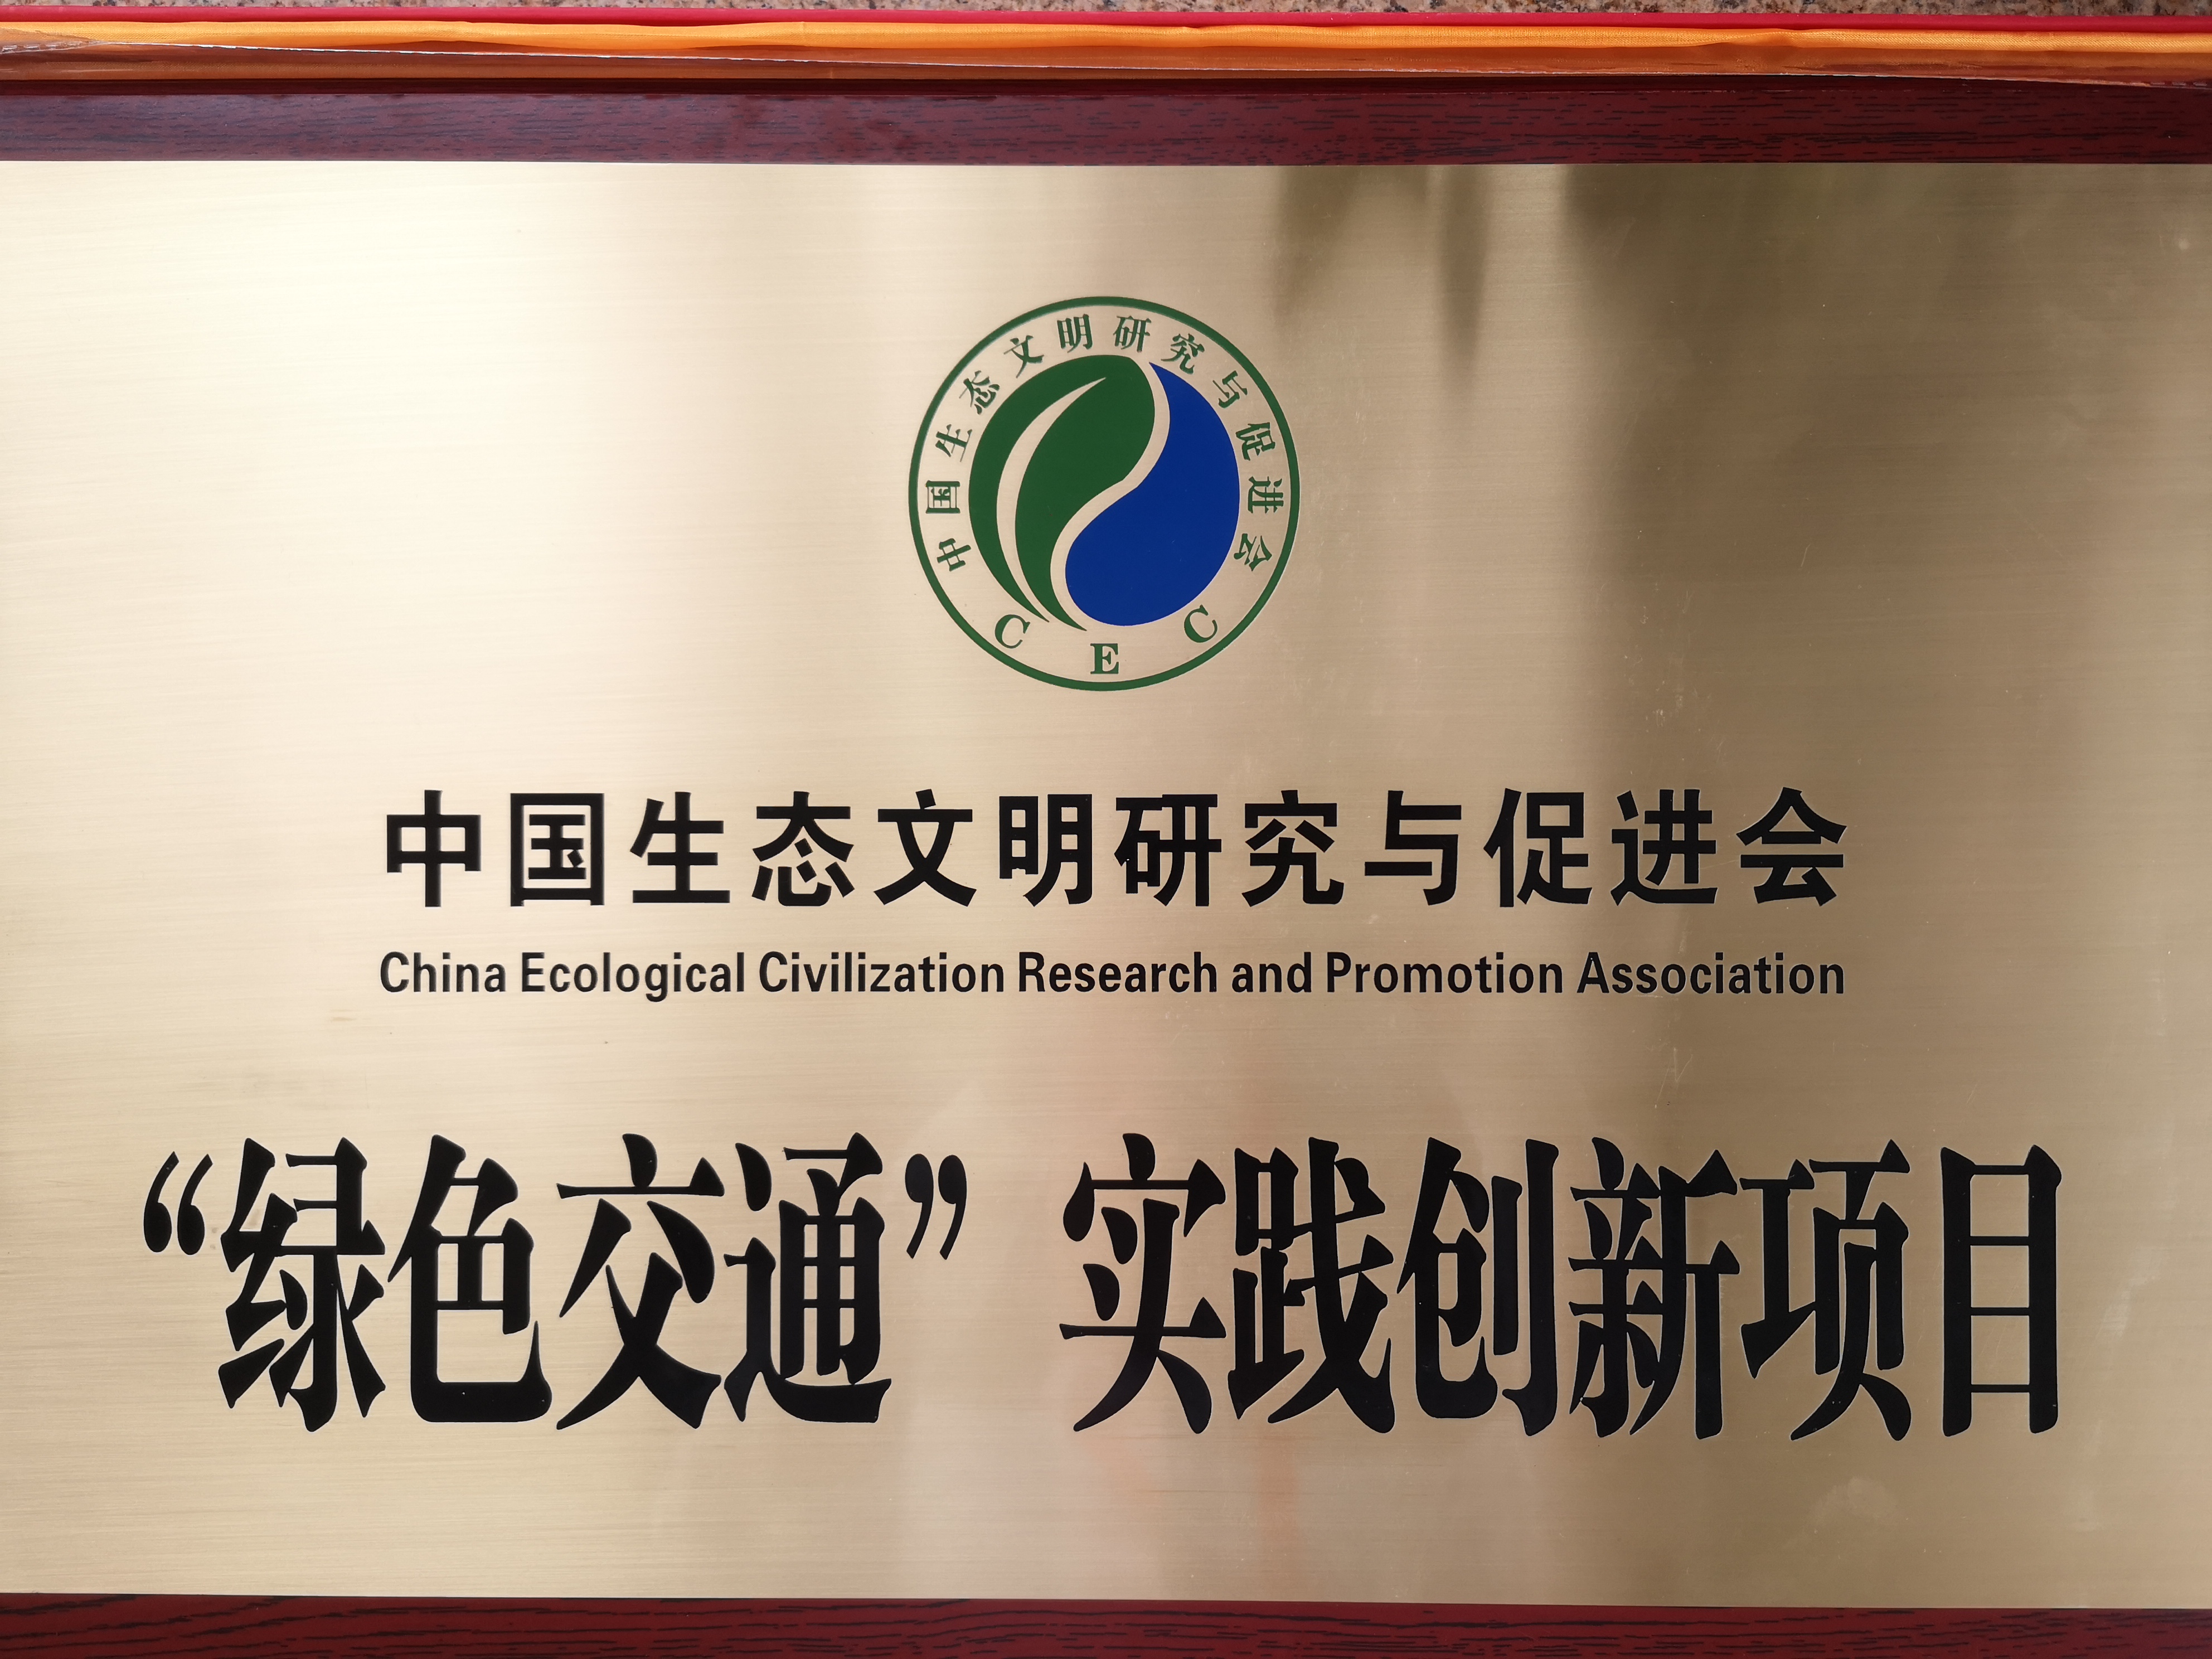 中国生态文明研究与促进会
CEC
中国生态文明研究与促进会
China Ecological Civilization Research and Promotion Association
“绿色交通” 实践创新项目